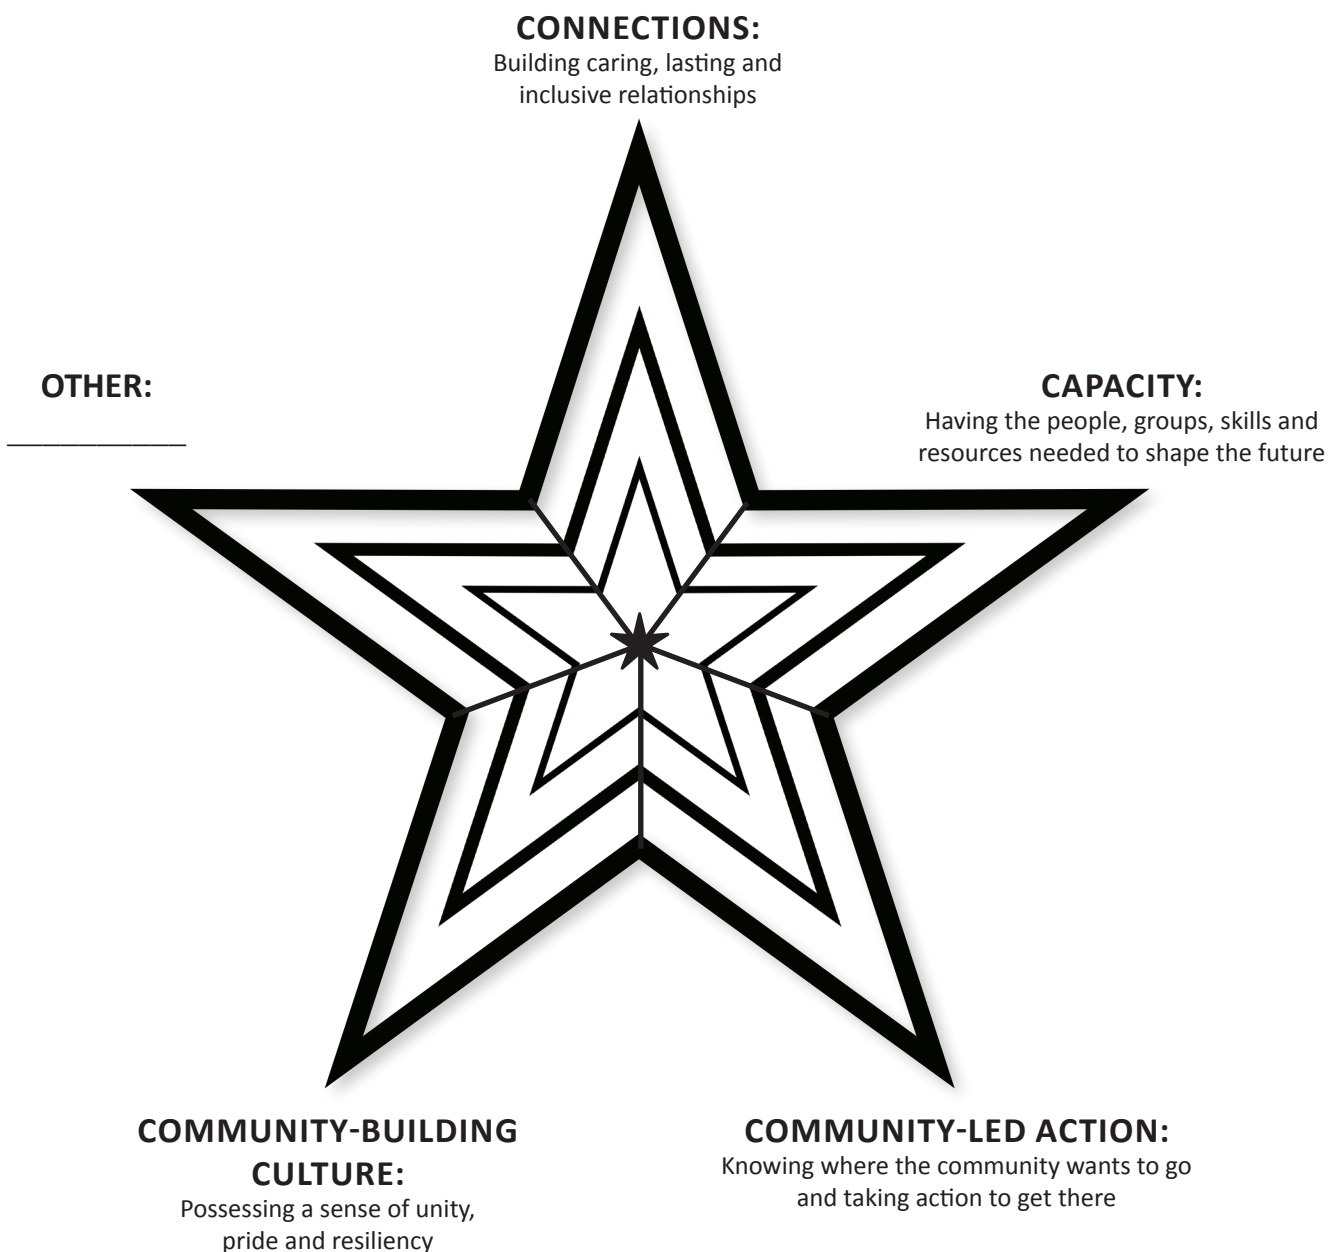 CONNECTIONS:
Building caring, lasting and
inclusive relationships
OTHER:
___________
CAPACITY:
Having the people, groups, skills and
resources needed to shape the future
COMMUNITY-BUILDING
CULTURE:
Possessing a sense of unity,
pride and resiliency
COMMUNITY-LED ACTION:
Knowing where the community wants to go
and taking action to get there